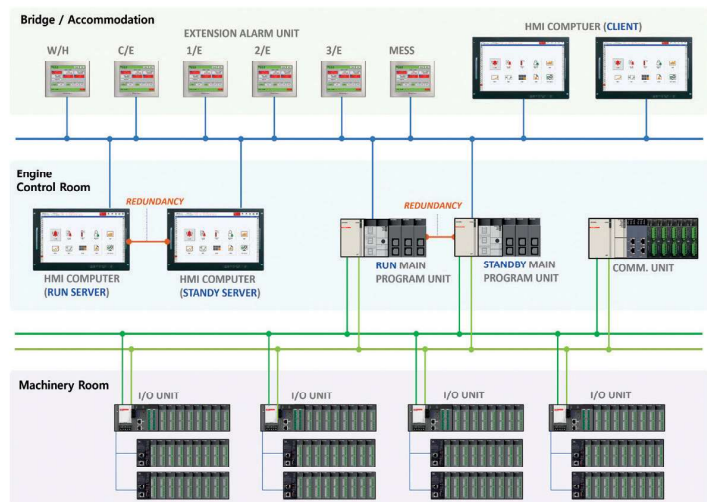 Bridge / Accommodation
EXTENSION ALARM UNIT
HMI COMPTUER (CLIENT)
W/H
C/E
1/E
2/E
3/E
MESS
Engine
Control Room
REDUNDANCY
REDUNDANCY
HMI COMPUTER
(RUN SERVER)
HMI COMPUTER
(STANDY SERVER)
RUN MAIN
PROGRAM UNIT
STANDBY MAIN
PROGRAM UNIT
COMM. UNIT
Machinery Room
I/O UNIT
I/O UNIT
I/O UNIT
I/O UNIT